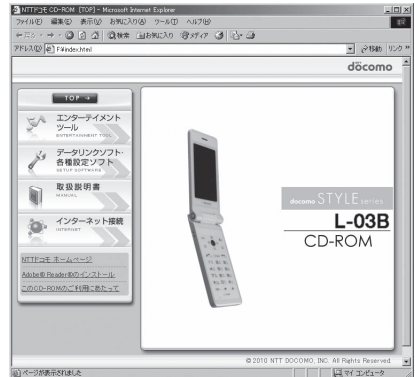 NTTドコモ CD-ROM [TOP] - Microsoft Internet Explorer
ファイル(F) 編集(E) 表示(V) お気に入り(A) ツール(T) ヘルプ(H)
戻る 検索 お気に入り メディア
アドレス(D) F:¥index.html 移動 リンク »
döcomo
TOP →
エンターテイメント
ツール
ENTERTAINMENT TOOL
データリンクソフト・
各種設定ソフト
SETUP SOFTWARE
取扱説明書
MANUAL
インターネット接続
INTERNET
NTTドコモ ホームページ
Adobe® Reader®のインストール
このCD-ROMのご利用にあたって
docomo STYLE series
L-03B
CD-ROM
© 2010 NTT DOCOMO, INC. All Rights Reserved.
ページが表示されました マイ コンピュータ